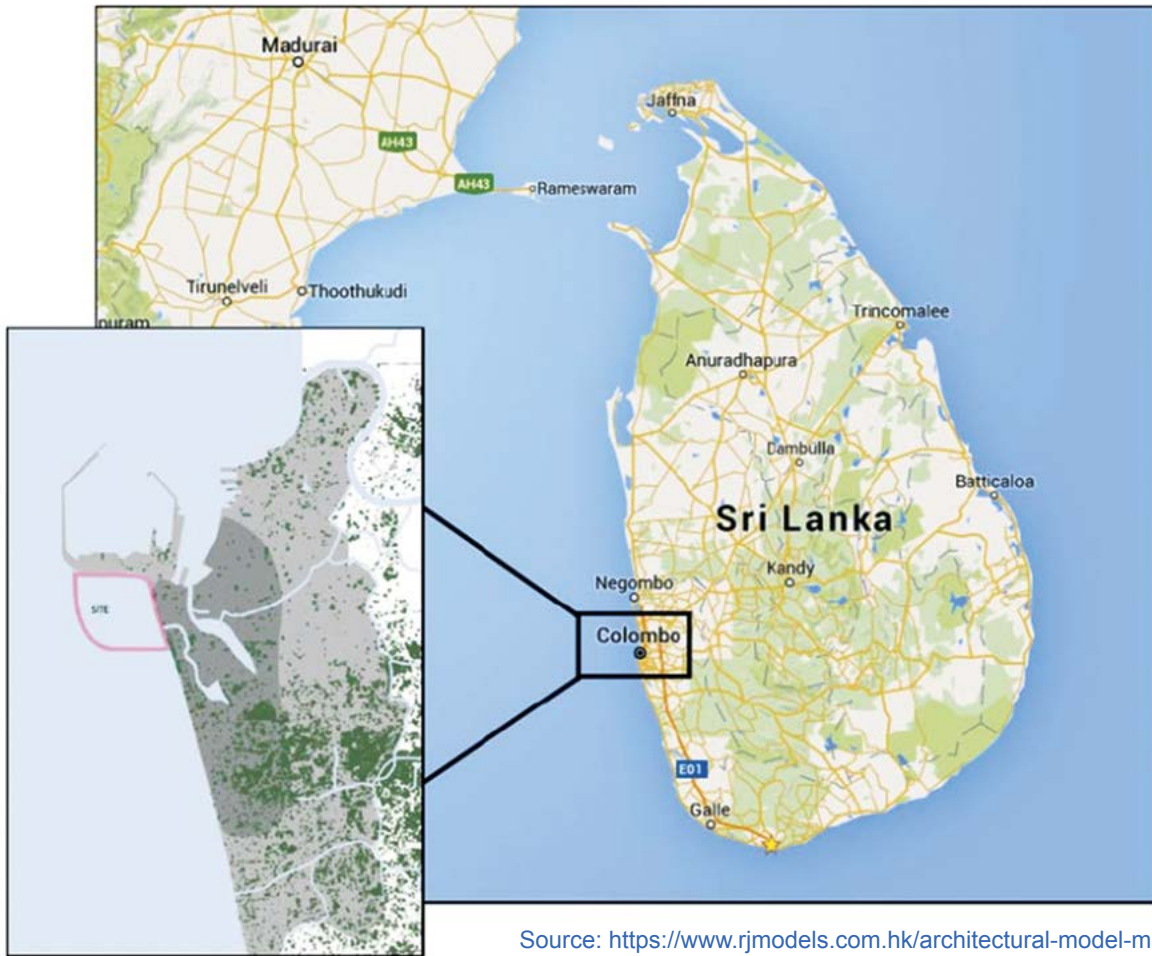 Madurai
Jaffna
AH43
AH43
Rameswaram
Tirunelveli
Thoothukudi
puram
Trincomalee
Anuradhapura
Dambulla
Batticaloa
Sri Lanka
Kandy
Negombo
SITE
Colombo
E01
Galle
Source: https://www.rjmodels.com.hk/architectural-model-m